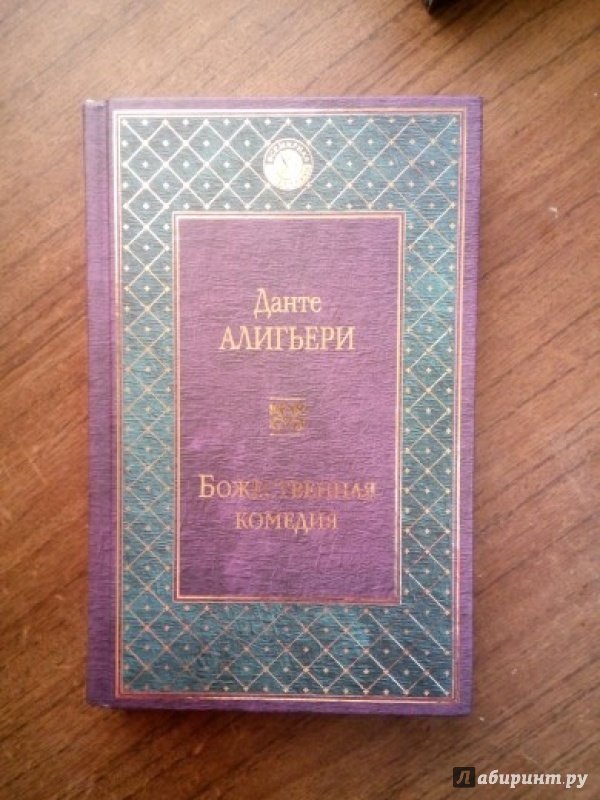 Данте
АЛИГЬЕРИ
БОЖЕСТВЕННАЯ
КОМЕДИЯ
Лабиринт.ру